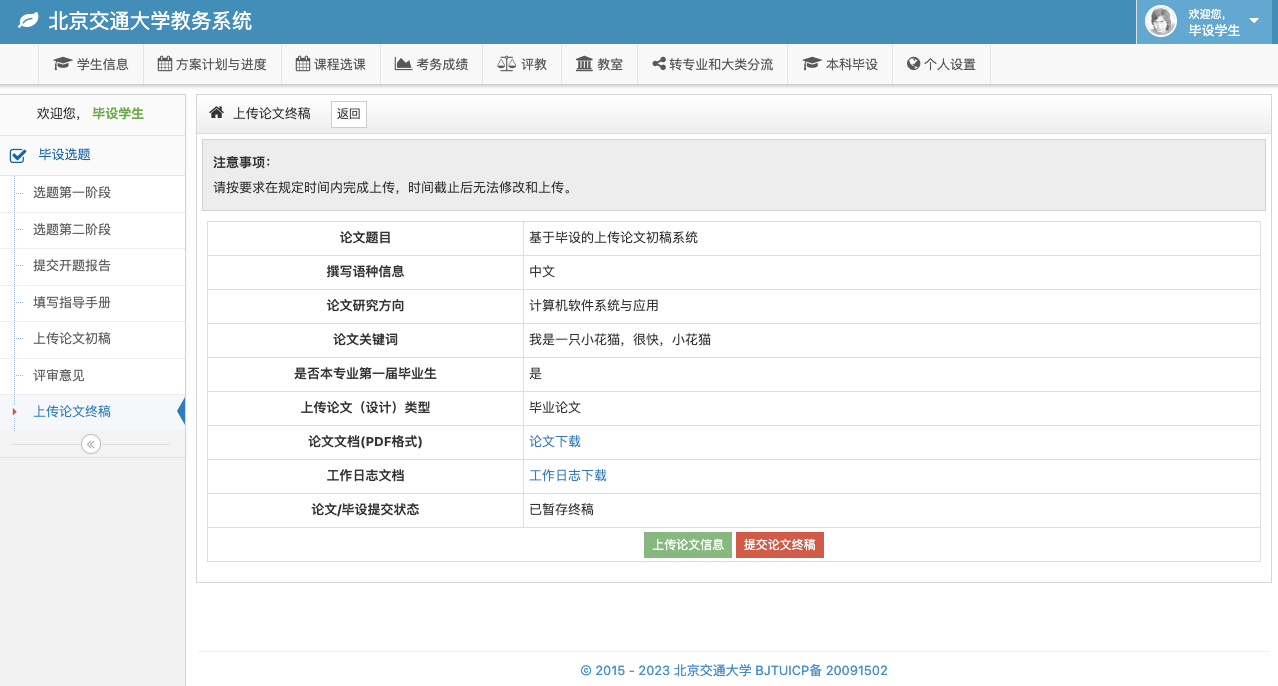 北京交通大学教务系统
欢迎您,
毕设学生
学生信息 方案计划与进度 课程选课 考务成绩 评教 教室 转专业和大类分流 本科毕设 个人设置
欢迎您, 毕设学生
毕设选题
选题第一阶段
选题第二阶段
提交开题报告
填写指导手册
上传论文初稿
评审意见
上传论文终稿
上传论文终稿 返回
注意事项：
请按要求在规定时间内完成上传，时间截止后无法修改和上传。
论文题目 基于毕设的上传论文初稿系统
撰写语种信息 中文
论文研究方向 计算机软件系统与应用
论文关键词 我是一只小花猫，很快，小花猫
是否本专业第一届毕业生 是
上传论文（设计）类型 毕业论文
论文文档(PDF格式) 论文下载
工作日志文档 工作日志下载
论文/毕设提交状态 已暂存终稿
上传论文信息 提交论文终稿
© 2015 - 2023 北京交通大学 BJTUICP备 20091502